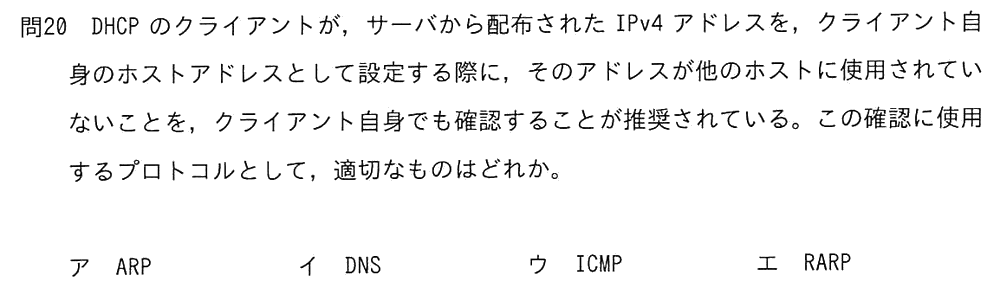 問20 DHCP のクライアントが，サーバから配布された IPv4 アドレスを，クライアント自
身のホストアドレスとして設定する際に，そのアドレスが他のホストに使用されてい
ないことを，クライアント自身でも確認することが推奨されている。この確認に使用
するプロトコルとして，適切なものはどれか。
ア ARP イ DNS ウ ICMP エ RARP